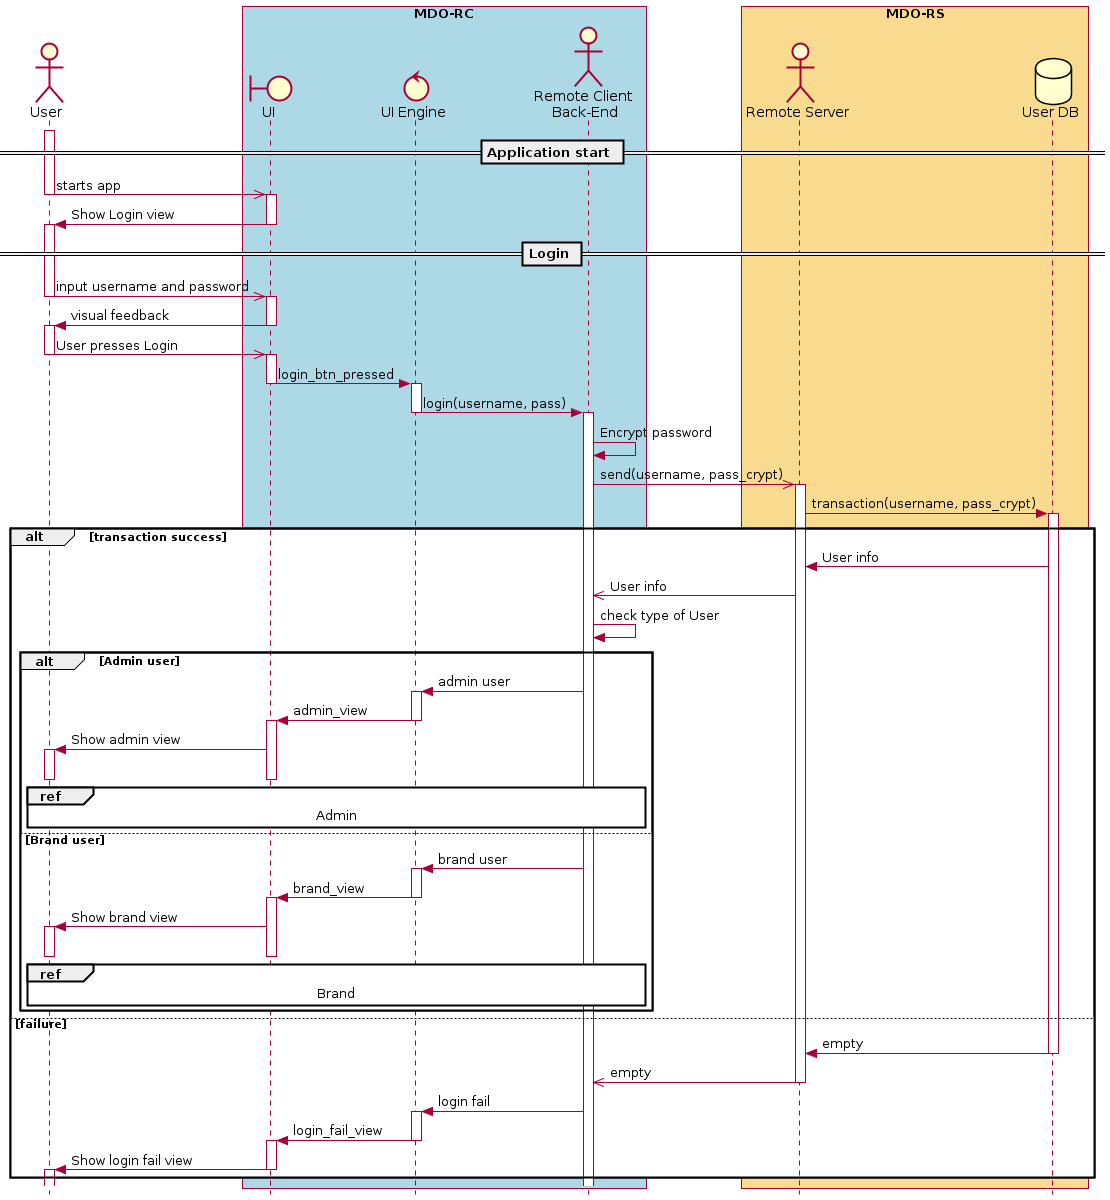 MDO-RC
MDO-RS
User
UI
UI Engine
Remote Client
Back-End
Remote Server
User DB
Application start
starts app
Show Login view
Login
input username and password
visual feedback
User presses Login
login_btn_pressed
login(username, pass)
Encrypt password
send(username, pass_crypt)
transaction(username, pass_crypt)
alt
[transaction success]
User info
User info
check type of User
alt
[Admin user]
admin user
admin_view
Show admin view
ref
Admin
[Brand user]
brand user
brand_view
Show brand view
ref
Brand
[failure]
empty
empty
login fail
login_fail_view
Show login fail view